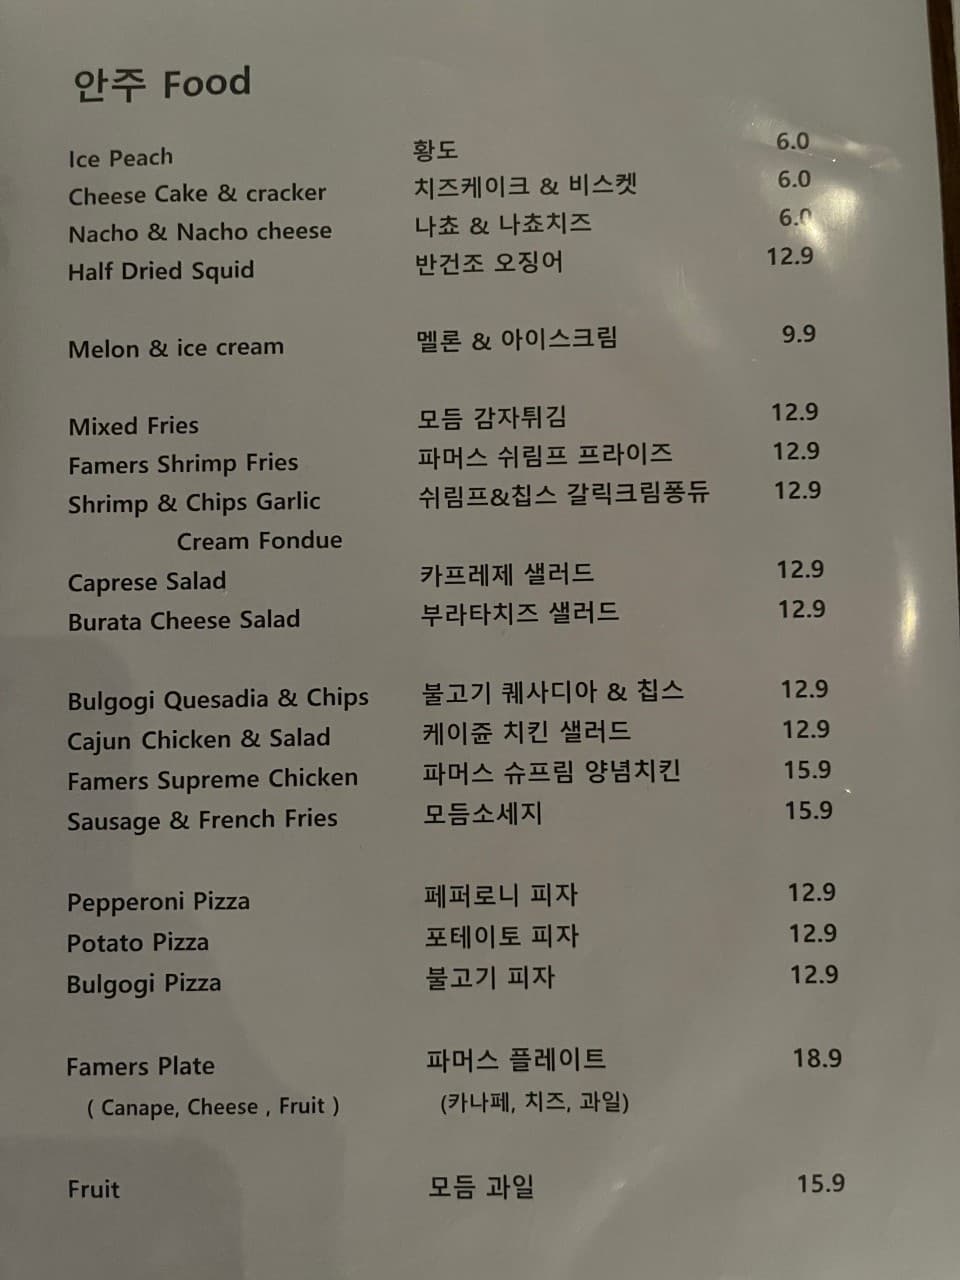 안주 Food
Ice Peach 황도 6.0
Cheese Cake & cracker 치즈케이크 & 비스켓 6.0
Nacho & Nacho cheese 나쵸 & 나쵸치즈 6.0
Half Dried Squid 반건조 오징어 12.9
Melon & ice cream 멜론 & 아이스크림 9.9
Mixed Fries 모듬 감자튀김 12.9
Famers Shrimp Fries 파머스 쉬림프 프라이즈 12.9
Shrimp & Chips Garlic 쉬림프&칩스 갈릭크림퐁듀 12.9
Cream Fondue
Caprese Salad 카프레제 샐러드 12.9
Burata Cheese Salad 부라타치즈 샐러드 12.9
Bulgogi Quesadia & Chips 불고기 퀘사디아 & 칩스 12.9
Cajun Chicken & Salad 케이쥰 치킨 샐러드 12.9
Famers Supreme Chicken 파머스 슈프림 양념치킨 15.9
Sausage & French Fries 모듬소세지 15.9
Pepperoni Pizza 페퍼로니 피자 12.9
Potato Pizza 포테이토 피자 12.9
Bulgogi Pizza 불고기 피자 12.9
Famers Plate 파머스 플레이트 18.9
( Canape, Cheese , Fruit ) (카나페, 치즈, 과일)
Fruit 모듬 과일 15.9